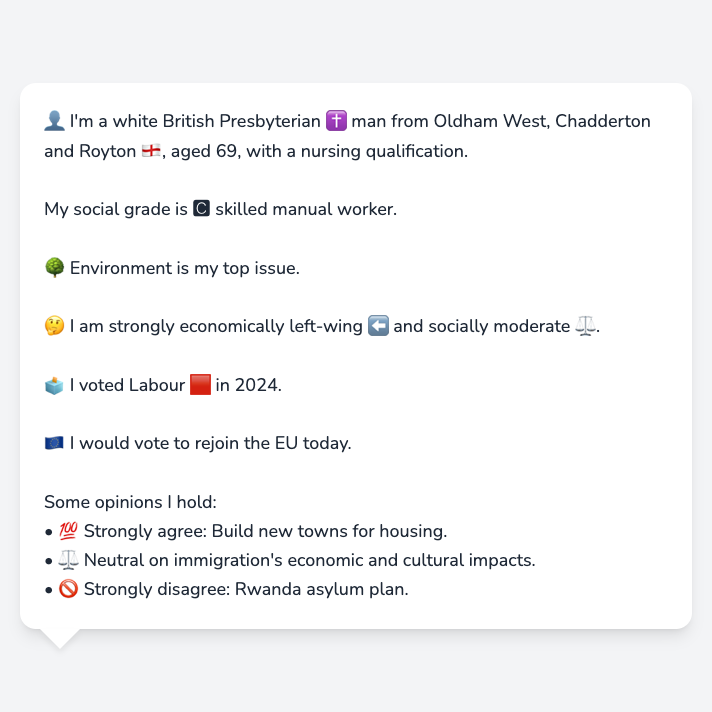 👤 I'm a white British Presbyterian ✝️ man from Oldham West, Chadderton
and Royton 🏴󠁧󠁢󠁥󠁮󠁧󠁿, aged 69, with a nursing qualification.
My social grade is 🅲 skilled manual worker.
🌳 Environment is my top issue.
🤔 I am strongly economically left-wing ⬅️ and socially moderate ⚖️.
🗳️ I voted Labour 🟥 in 2024.
🇪🇺 I would vote to rejoin the EU today.
Some opinions I hold:
• 💯 Strongly agree: Build new towns for housing.
• ⚖️ Neutral on immigration's economic and cultural impacts.
• 🚫 Strongly disagree: Rwanda asylum plan.